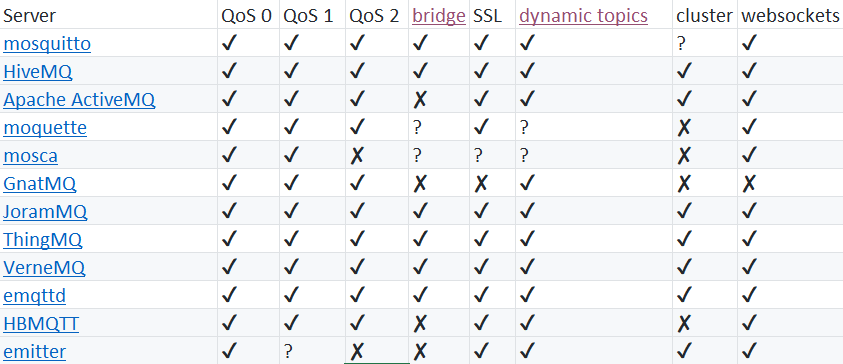 Server QoS 0 QoS 1 QoS 2 bridge SSL dynamic topics cluster websockets
mosquitto ✓ ✓ ✓ ✓ ✓ ✓ ? ✓
HiveMQ ✓ ✓ ✓ ✓ ✓ ✓ ✓ ✓
Apache ActiveMQ ✓ ✓ ✓ ✗ ✓ ✓ ✓ ✓
moquette ✓ ✓ ✓ ? ✓ ? ✗ ✓
mosca ✓ ✓ ✗ ? ? ? ✗ ✓
GnatMQ ✓ ✓ ✓ ✗ ✗ ✓ ✗ ✗
JoramMQ ✓ ✓ ✓ ✓ ✓ ✓ ✓ ✓
ThingMQ ✓ ✓ ✓ ✓ ✓ ✓ ✓ ✓
VerneMQ ✓ ✓ ✓ ✓ ✓ ✓ ✓ ✓
emqttd ✓ ✓ ✓ ✓ ✓ ✓ ✓ ✓
HBMQTT ✓ ✓ ✓ ✗ ✓ ✓ ✗ ✓
emitter ✓ ? ✗ ✗ ✓ ✓ ✓ ✓